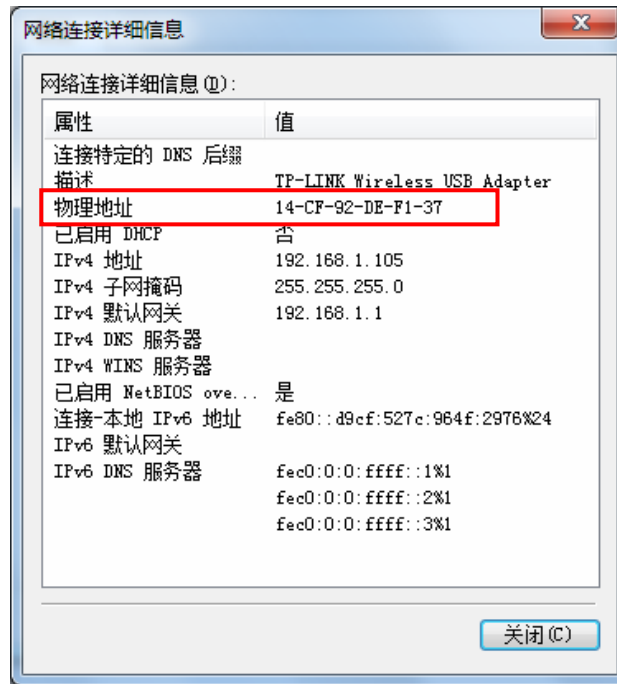 网络连接详细信息
网络连接详细信息(D):
属性 值
连接特定的 DNS 后缀
描述 TP-LINK Wireless USB Adapter
物理地址 14-CF-92-DE-F1-37
已启用 DHCP 否
IPv4 地址 192.168.1.105
IPv4 子网掩码 255.255.255.0
IPv4 默认网关 192.168.1.1
IPv4 DNS 服务器
IPv4 WINS 服务器
已启用 NetBIOS ove... 是
连接-本地 IPv6 地址 fe80::d9cf:527c:964f:2976%24
IPv6 默认网关
IPv6 DNS 服务器 fec0:0:0:ffff::1%1
fec0:0:0:ffff::2%1
fec0:0:0:ffff::3%1
关闭(C)